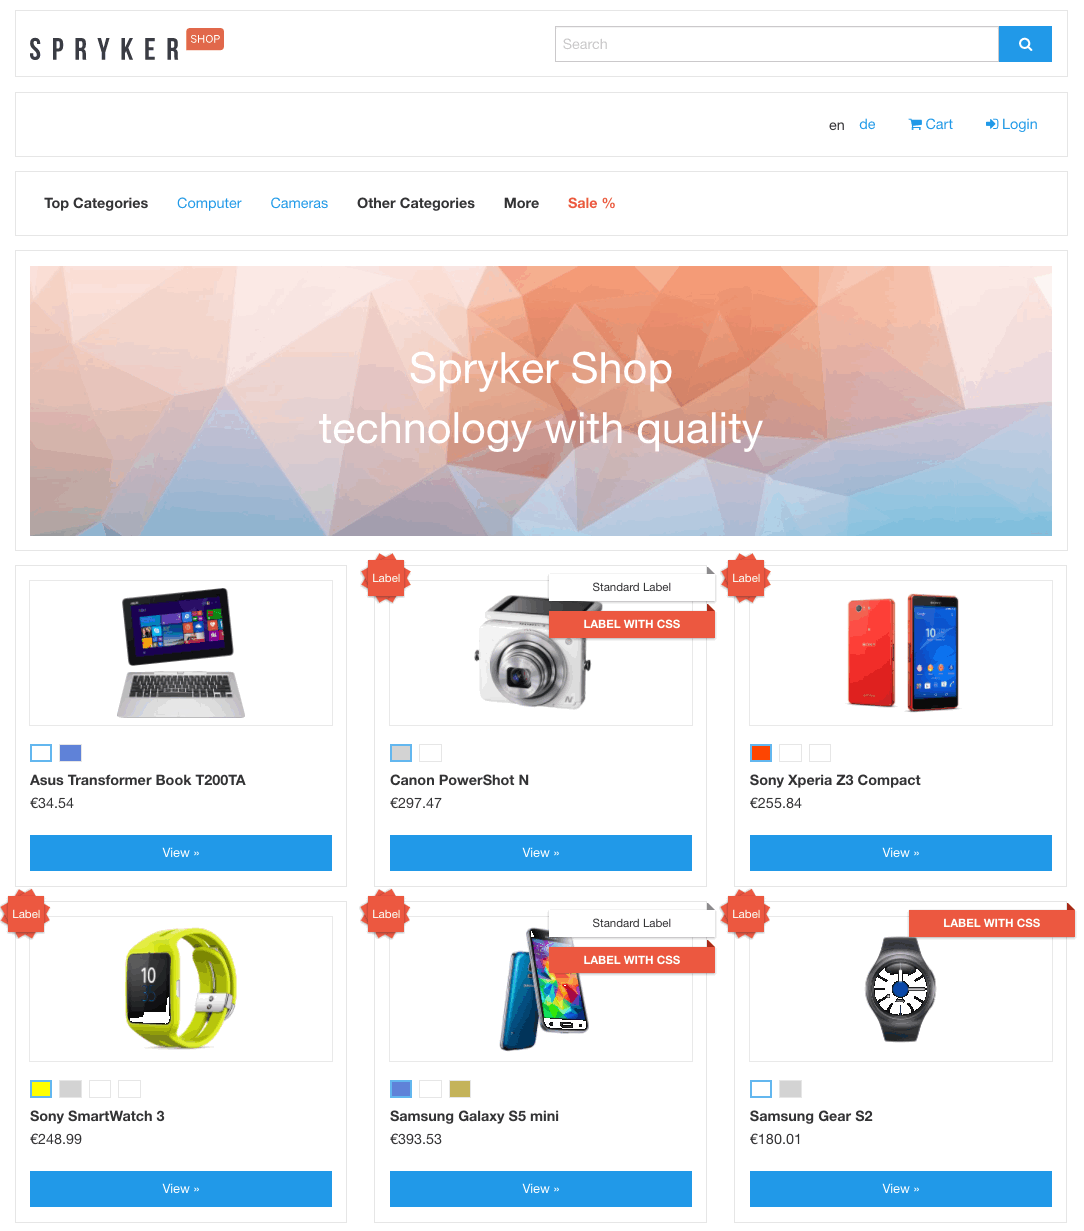 SPRYKER SHOP
Search
en de Cart Login
Top Categories Computer Cameras Other Categories More Sale %
Spryker Shop
technology with quality
Asus Transformer Book T200TA
€34.54
View »
Label
Standard Label
LABEL WITH CSS
N
Canon PowerShot N
€297.47
View »
Label
Sony Xperia Z3 Compact
€255.84
View »
Label
10
Sony SmartWatch 3
€248.99
View »
Label
Standard Label
LABEL WITH CSS
Samsung Galaxy S5 mini
€393.53
View »
Label
LABEL WITH CSS
Samsung Gear S2
€180.01
View »